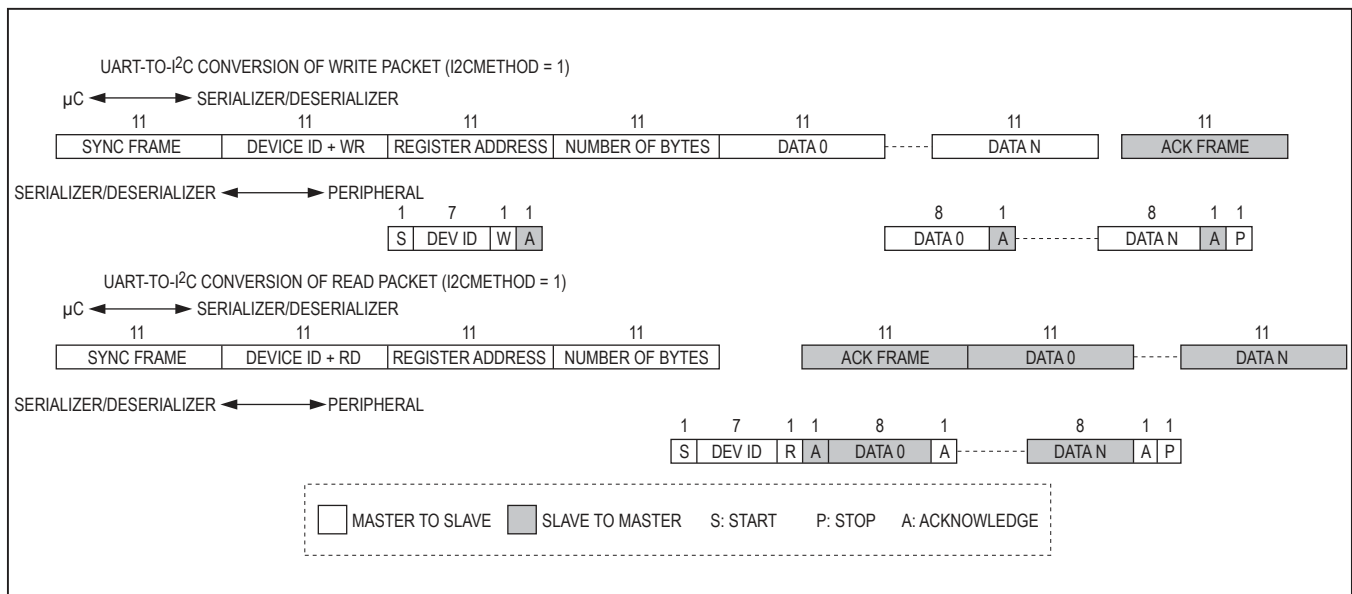 UART-TO-I2C CONVERSION OF WRITE PACKET (I2CMETHOD = 1)
µC SERIALIZER/DESERIALIZER
11 11 11 11 11 11 11
SYNC FRAME DEVICE ID + WR REGISTER ADDRESS NUMBER OF BYTES DATA 0 DATA N ACK FRAME
SERIALIZER/DESERIALIZER PERIPHERAL
1 7 1 1 8 1 8 1 1
S DEV ID W A DATA 0 A DATA N A P
UART-TO-I2C CONVERSION OF READ PACKET (I2CMETHOD = 1)
µC SERIALIZER/DESERIALIZER
11 11 11 11 11 11 11
SYNC FRAME DEVICE ID + RD REGISTER ADDRESS NUMBER OF BYTES ACK FRAME DATA 0 DATA N
SERIALIZER/DESERIALIZER PERIPHERAL
1 7 1 1 8 1 8 1 1
S DEV ID R A DATA 0 A DATA N A P
MASTER TO SLAVE SLAVE TO MASTER S: START P: STOP A: ACKNOWLEDGE